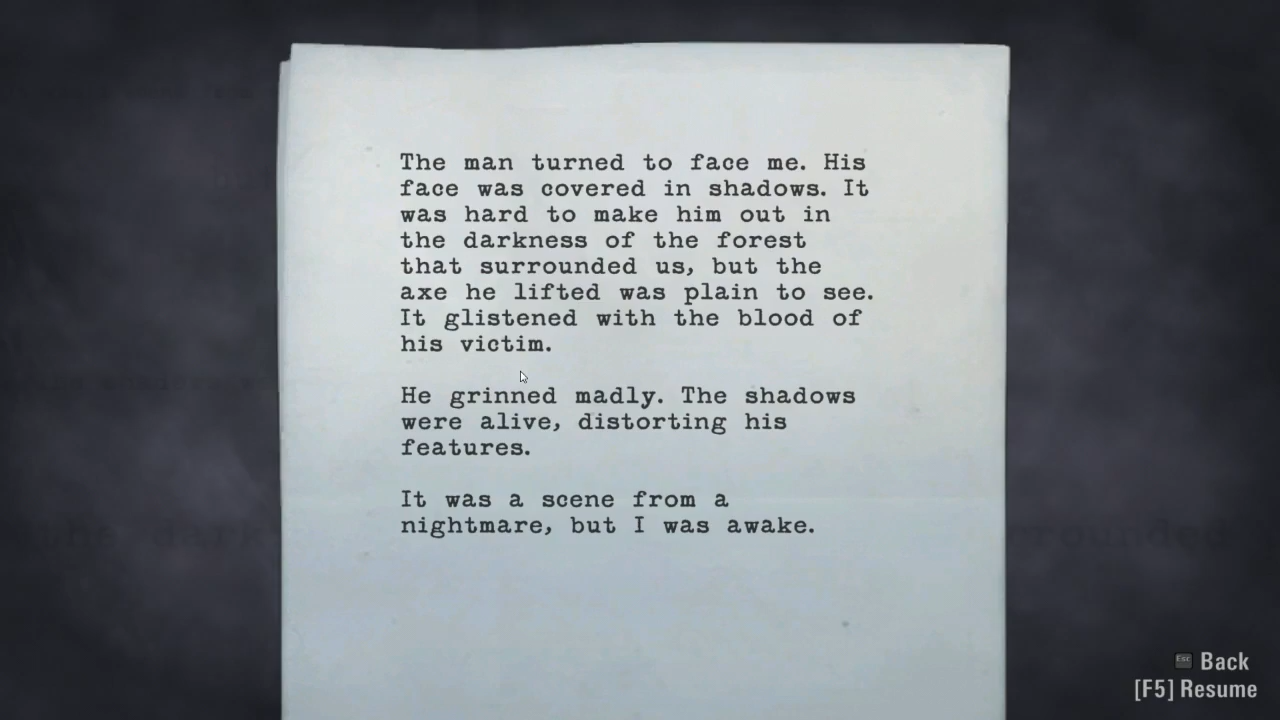 The man turned to face me. His
face was covered in shadows. It
was hard to make him out in
the darkness of the forest
that surrounded us, but the
axe he lifted was plain to see.
It glistened with the blood of
his victim.
He grinned madly. The shadows
were alive, distorting his
features.
It was a scene from a
nightmare, but I was awake.
Esc Back
[F5] Resume